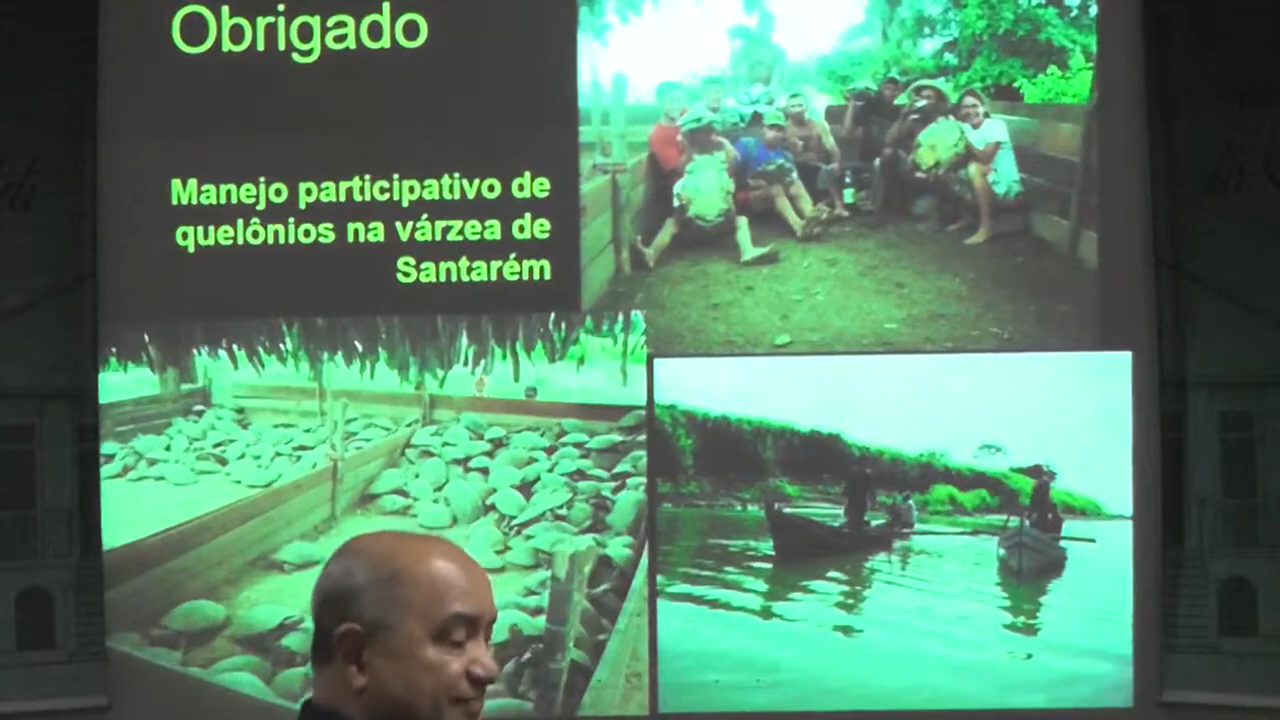 Obrigado
Manejo participativo de
quelônios na várzea de
Santarém